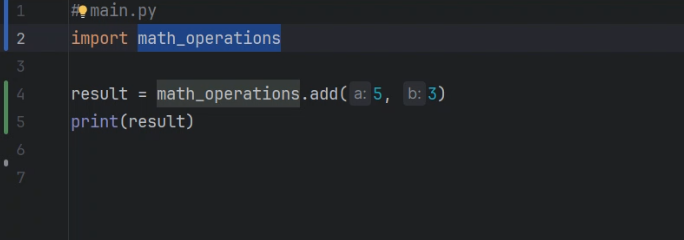 1 # main.py
2 import math_operations
3
4 result = math_operations.add( a: 5, b: 3)
5 print(result)
6
7